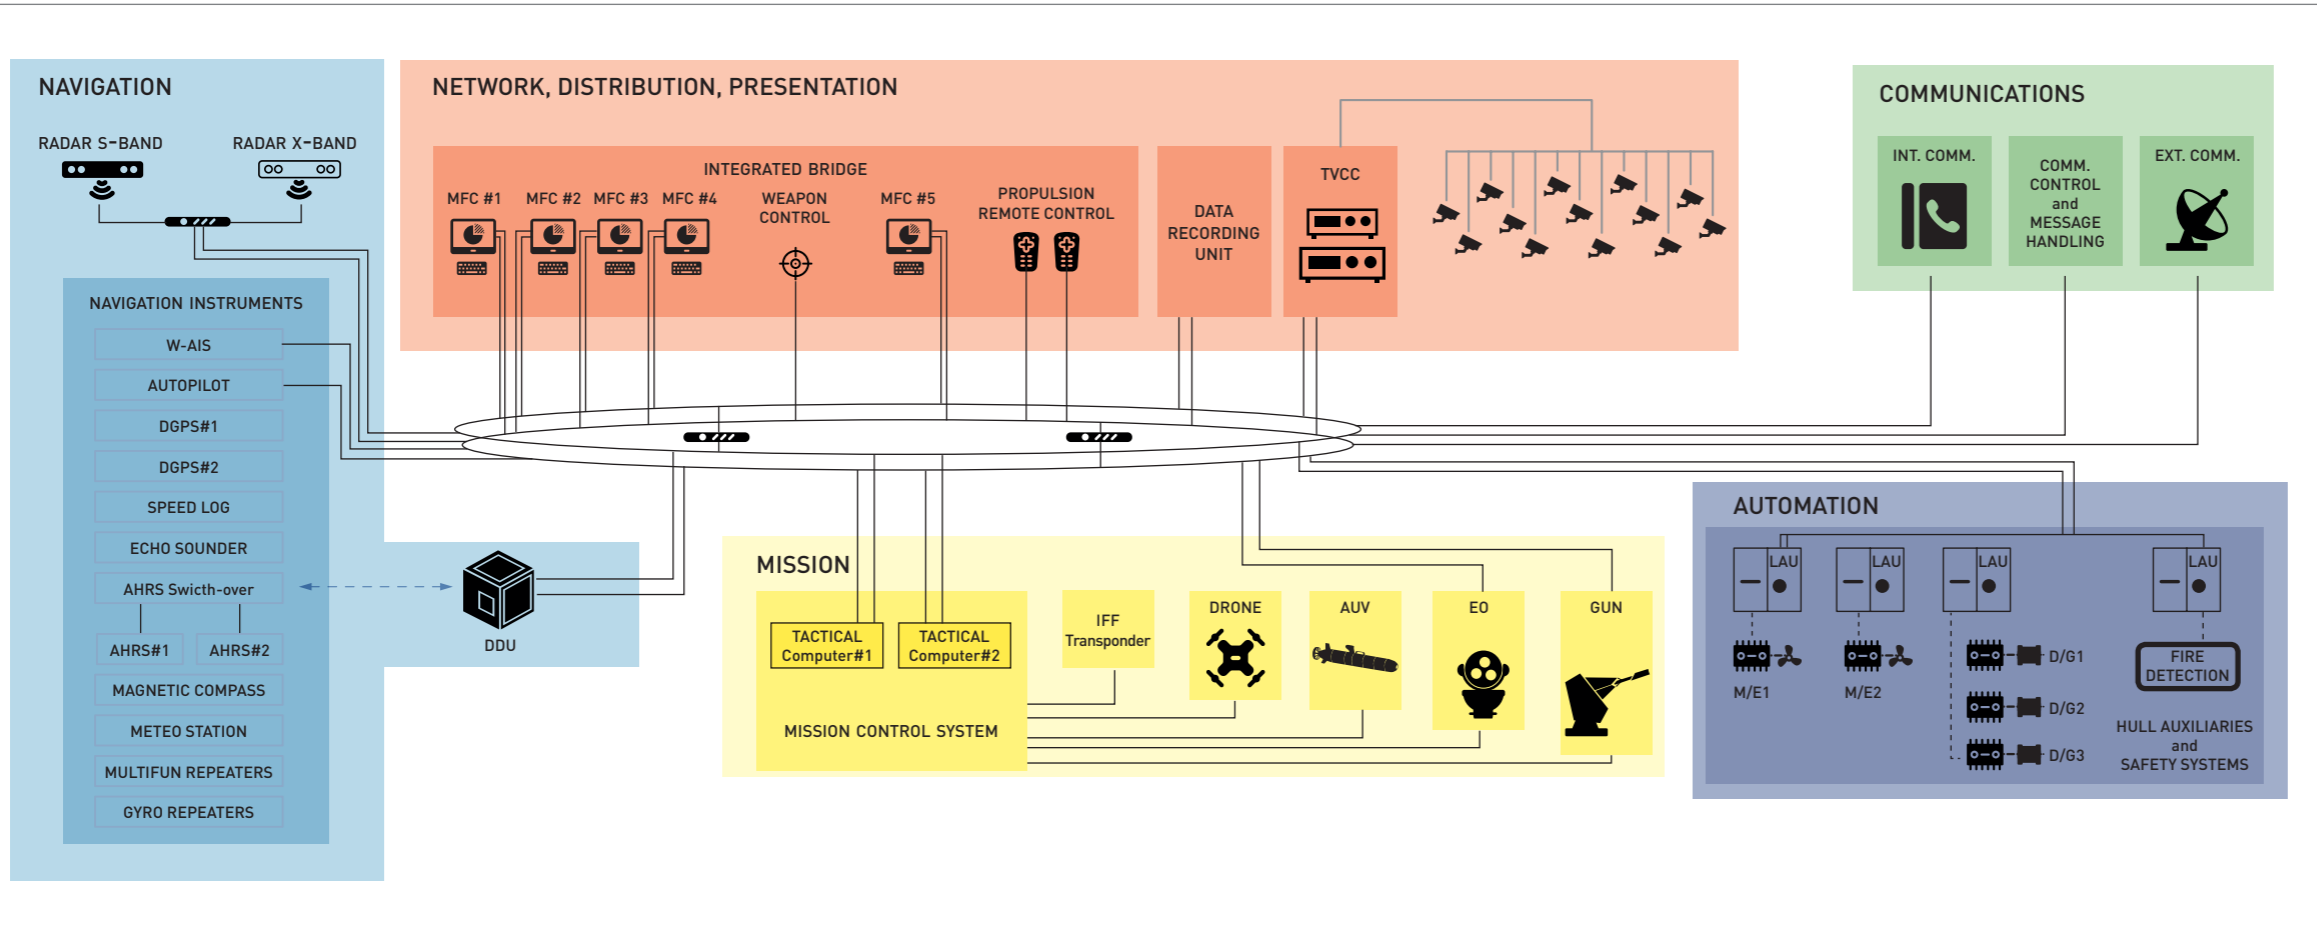 NAVIGATION
RADAR S-BAND
RADAR X-BAND
NAVIGATION INSTRUMENTS
W-AIS
AUTOPILOT
DGPS#1
DGPS#2
SPEED LOG
ECHO SOUNDER
AHRS Swicth-over
AHRS#1
AHRS#2
MAGNETIC COMPASS
METEO STATION
MULTIFUN REPEATERS
GYRO REPEATERS
DDU
NETWORK, DISTRIBUTION, PRESENTATION
INTEGRATED BRIDGE
MFC #1
MFC #2
MFC #3
MFC #4
WEAPON
CONTROL
MFC #5
PROPULSION
REMOTE CONTROL
DATA
RECORDING
UNIT
TVCC
COMMUNICATIONS
INT. COMM.
COMM.
CONTROL
and
MESSAGE
HANDLING
EXT. COMM.
MISSION
TACTICAL
Computer#1
TACTICAL
Computer#2
MISSION CONTROL SYSTEM
IFF
Transponder
DRONE
AUV
EO
GUN
AUTOMATION
LAU
LAU
LAU
LAU
M/E1
M/E2
D/G1
D/G2
D/G3
FIRE
DETECTION
HULL AUXILIARIES
and
SAFETY SYSTEMS